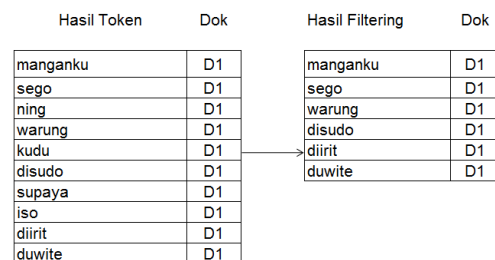 Hasil Token Dok
manganku D1
sego D1
ning D1
warung D1
kudu D1
disudo D1
supaya D1
iso D1
diirit D1
duwite D1
Hasil Filtering Dok
manganku D1
sego D1
warung D1
disudo D1
diirit D1
duwite D1